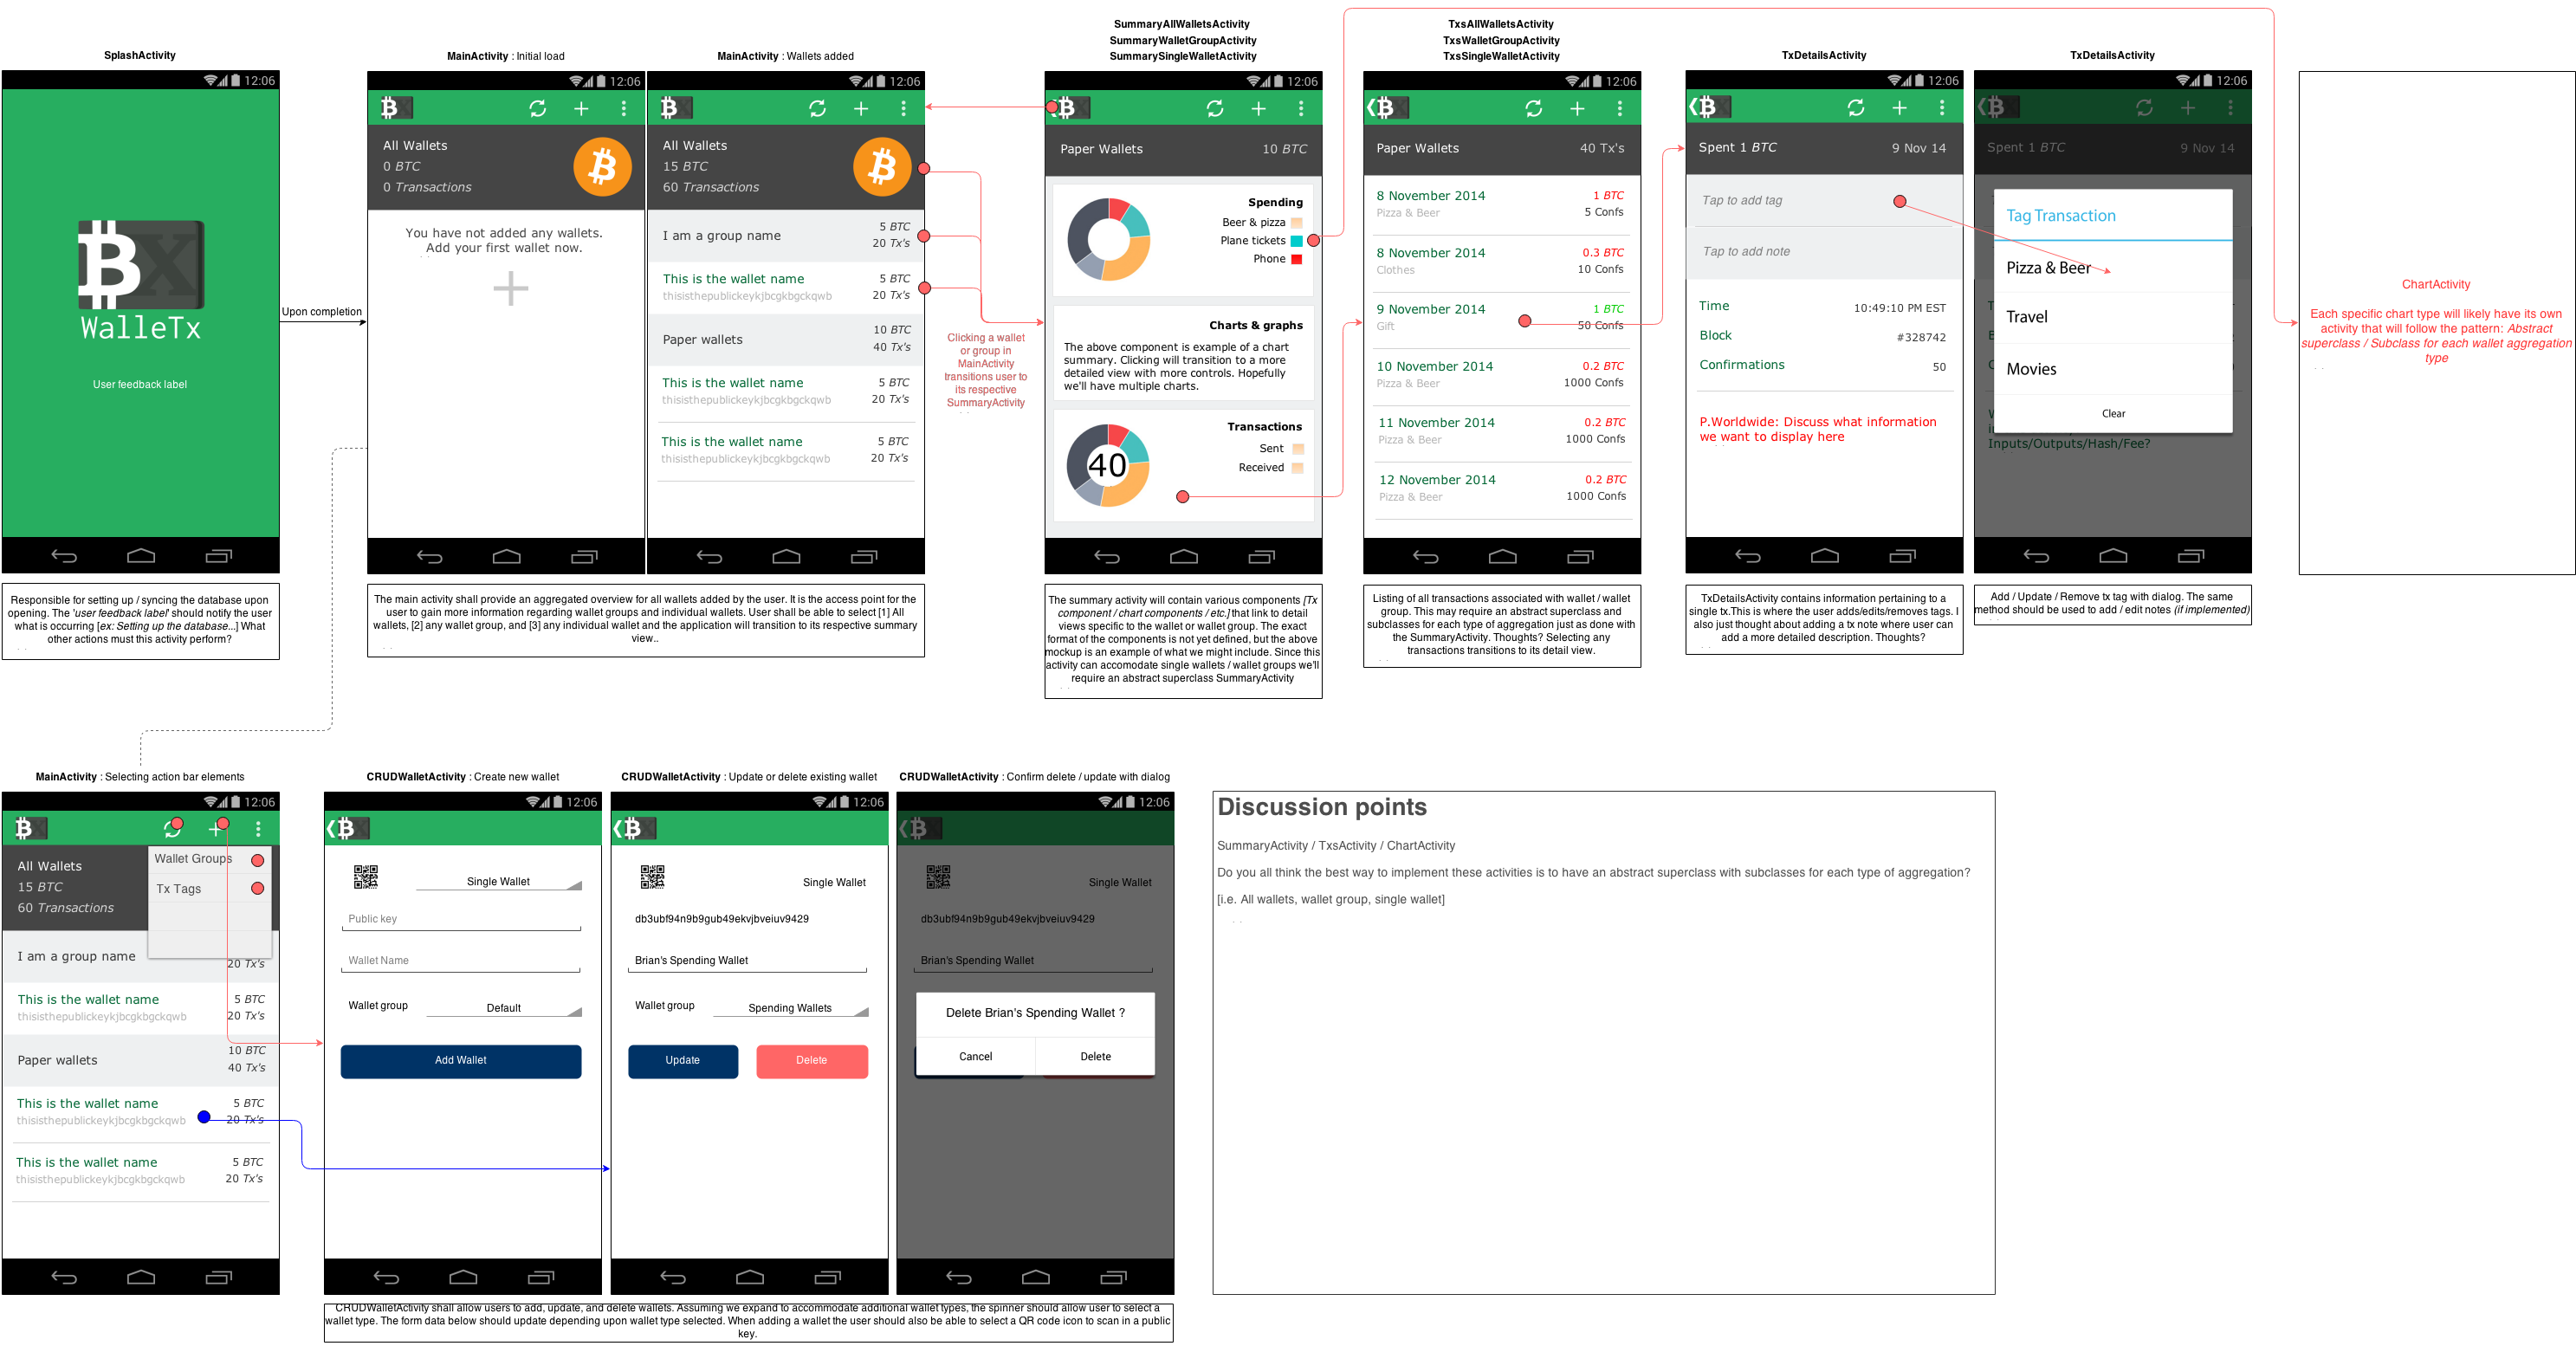 SplashActivity
12:06
B
WalleTx
User feedback label
Responsible for setting up / syncing the database upon
opening. The 'user feedback label' should notify the user
what is occurring [ex: Setting up the database...] What
other actions must this activity perform?
Upon completion
MainActivity : Initial load
12:06
All Wallets
0 BTC
0 Transactions
You have not added any wallets.
Add your first wallet now.
MainActivity : Wallets added
12:06
All Wallets
15 BTC
60 Transactions
I am a group name
5 BTC
20 Tx's
This is the wallet name
5 BTC
thisisthepublickeykjbcgkbgckqwb
20 Tx's
Paper wallets
10 BTC
40 Tx's
This is the wallet name
5 BTC
thisisthepublickeykjbcgkbgckqwb
20 Tx's
This is the wallet name
5 BTC
thisisthepublickeykjbcgkbgckqwb
20 Tx's
The main activity shall provide an aggregated overview for all wallets added by the user. It is the access point for the
user to gain more information regarding wallet groups and individual wallets. User shall be able to select [1] All
wallets, [2] any wallet group, and [3] any individual wallet and the application will transition to its respective summary
view..
Clicking a wallet
or group in
MainActivity
transitions user to
its respective
SummaryActivity
SummaryAllWalletsActivity
SummaryWalletGroupActivity
SummarySingleWalletActivity
12:06
Paper Wallets
10 BTC
Spending
Beer & pizza
Plane tickets
Phone
Charts & graphs
The above component is example of a chart
summary. Clicking will transition to a more
detailed view with more controls. Hopefully
we'll have multiple charts.
Transactions
Sent
Received
40
The summary activity will contain various components [Tx
component / chart components / etc.] that link to detail
views specific to the wallet or wallet group. The exact
format of the components is not yet defined, but the above
mockup is an example of what we might include. Since this
activity can accomodate single wallets / wallet groups we'll
require an abstract superclass SummaryActivity
TxsAllWalletsActivity
TxsWalletGroupActivity
TxsSingleWalletActivity
12:06
Paper Wallets
40 Tx's
8 November 2014
1 BTC
Pizza & Beer
5 Confs
8 November 2014
0.3 BTC
Clothes
10 Confs
9 November 2014
1 BTC
Gift
50 Confs
10 November 2014
0.2 BTC
Pizza & Beer
1000 Confs
11 November 2014
0.2 BTC
Pizza & Beer
1000 Confs
12 November 2014
0.2 BTC
Pizza & Beer
1000 Confs
Listing of all transactions associated with wallet / wallet
group. This may require an abstract superclass and
subclasses for each type of aggregation just as done with
the SummaryActivity. Thoughts? Selecting any
transactions transitions to its detail view.
TxDetailsActivity
12:06
Spent 1 BTC
9 Nov 14
Tap to add tag
Tap to add note
Time
10:49:10 PM EST
Block
#328742
Confirmations
50
P.Worldwide: Discuss what information
we want to display here
TxDetailsActivity contains information pertaining to a
single tx.This is where the user adds/edits/removes tags. I
also just thought about adding a tx note where user can
add a more detailed description. Thoughts?
TxDetailsActivity
12:06
Spent 1 BTC
9 Nov 14
Tag Transaction
Pizza & Beer
Travel
Movies
Clear
Inputs/Outputs/Hash/Fee?
Add / Update / Remove tx tag with dialog. The same
method should be used to add / edit notes (if implemented)
ChartActivity
Each specific chart type will likely have its own
activity that will follow the pattern: Abstract
superclass / Subclass for each wallet aggregation
type
MainActivity : Selecting action bar elements
12:06
All Wallets
15 BTC
60 Transactions
Wallet Groups
Tx Tags
I am a group name
20 Tx's
This is the wallet name
5 BTC
thisisthepublickeykjbcgkbgckqwb
20 Tx's
Paper wallets
10 BTC
40 Tx's
This is the wallet name
5 BTC
thisisthepublickeykjbcgkbgckqwb
20 Tx's
This is the wallet name
5 BTC
thisisthepublickeykjbcgkbgckqwb
20 Tx's
CRUDWalletActivity : Create new wallet
12:06
Single Wallet
Public key
Wallet Name
Wallet group
Default
Add Wallet
CRUDWalletActivity : Update or delete existing wallet
12:06
Single Wallet
db3ubf94n9b9gub49ekvjbveiuv9429
Brian's Spending Wallet
Wallet group
Spending Wallets
Update
Delete
CRUDWalletActivity : Confirm delete / update with dialog
12:06
Single Wallet
db3ubf94n9b9gub49ekvjbveiuv9429
Brian's Spending Wallet
Delete Brian's Spending Wallet ?
Cancel
Delete
CRUDWalletActivity shall allow users to add, update, and delete wallets. Assuming we expand to accommodate additional wallet types, the spinner should allow user to select a
wallet type. The form data below should update depending upon wallet type selected. When adding a wallet the user should also be able to select a QR code icon to scan in a public
key.
Discussion points
SummaryActivity / TxsActivity / ChartActivity
Do you all think the best way to implement these activities is to have an abstract superclass with subclasses for each type of aggregation?
[i.e. All wallets, wallet group, single wallet]